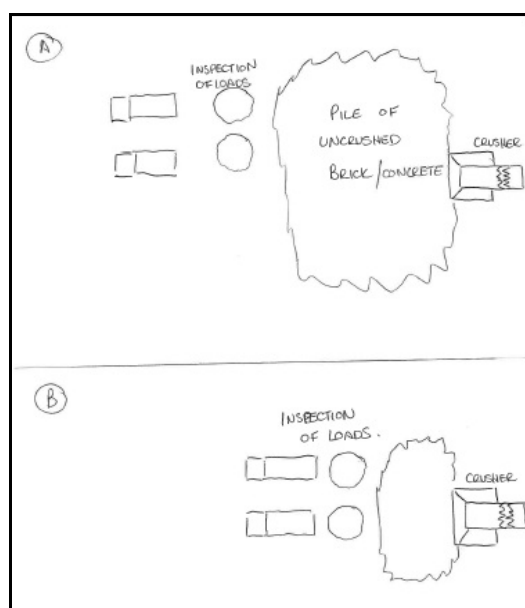 A
INSPECTION
OF LOADS
PILE OF
UNCRUSHED
BRICK/CONCRETE
CRUSHER
B
INSPECTION
OF LOADS.
CRUSHER